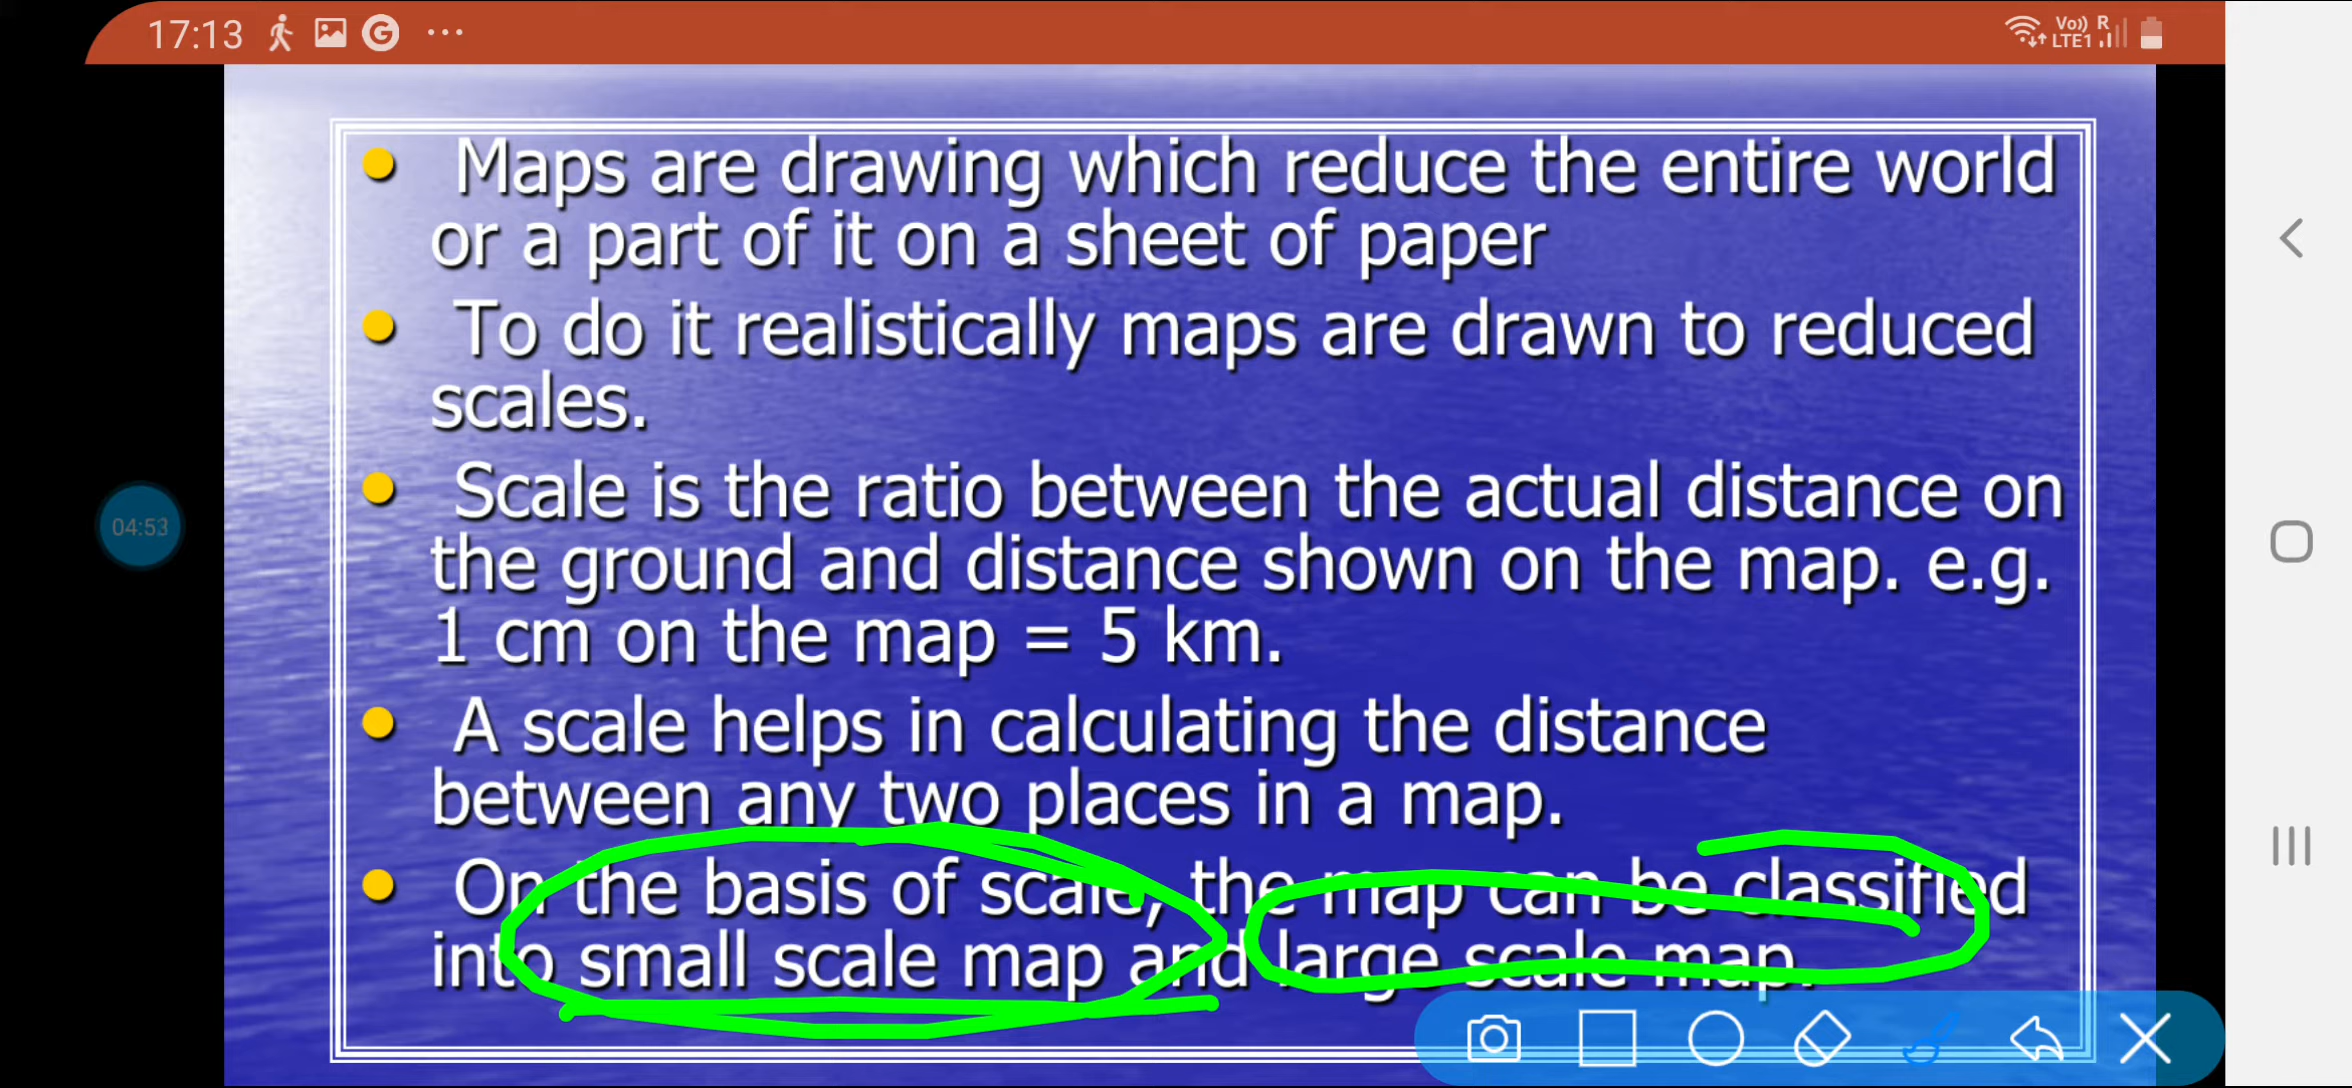 17:13
Vo)) R
LTE1
• Maps are drawing which reduce the entire world
or a part of it on a sheet of paper
• To do it realistically maps are drawn to reduced
scales.
• Scale is the ratio between the actual distance on
the ground and distance shown on the map. e.g.
1 cm on the map = 5 km.
04:53
• A scale helps in calculating the distance
between any two places in a map.
• On the basis of scale, the map can be classified
into small scale map and large scale map.